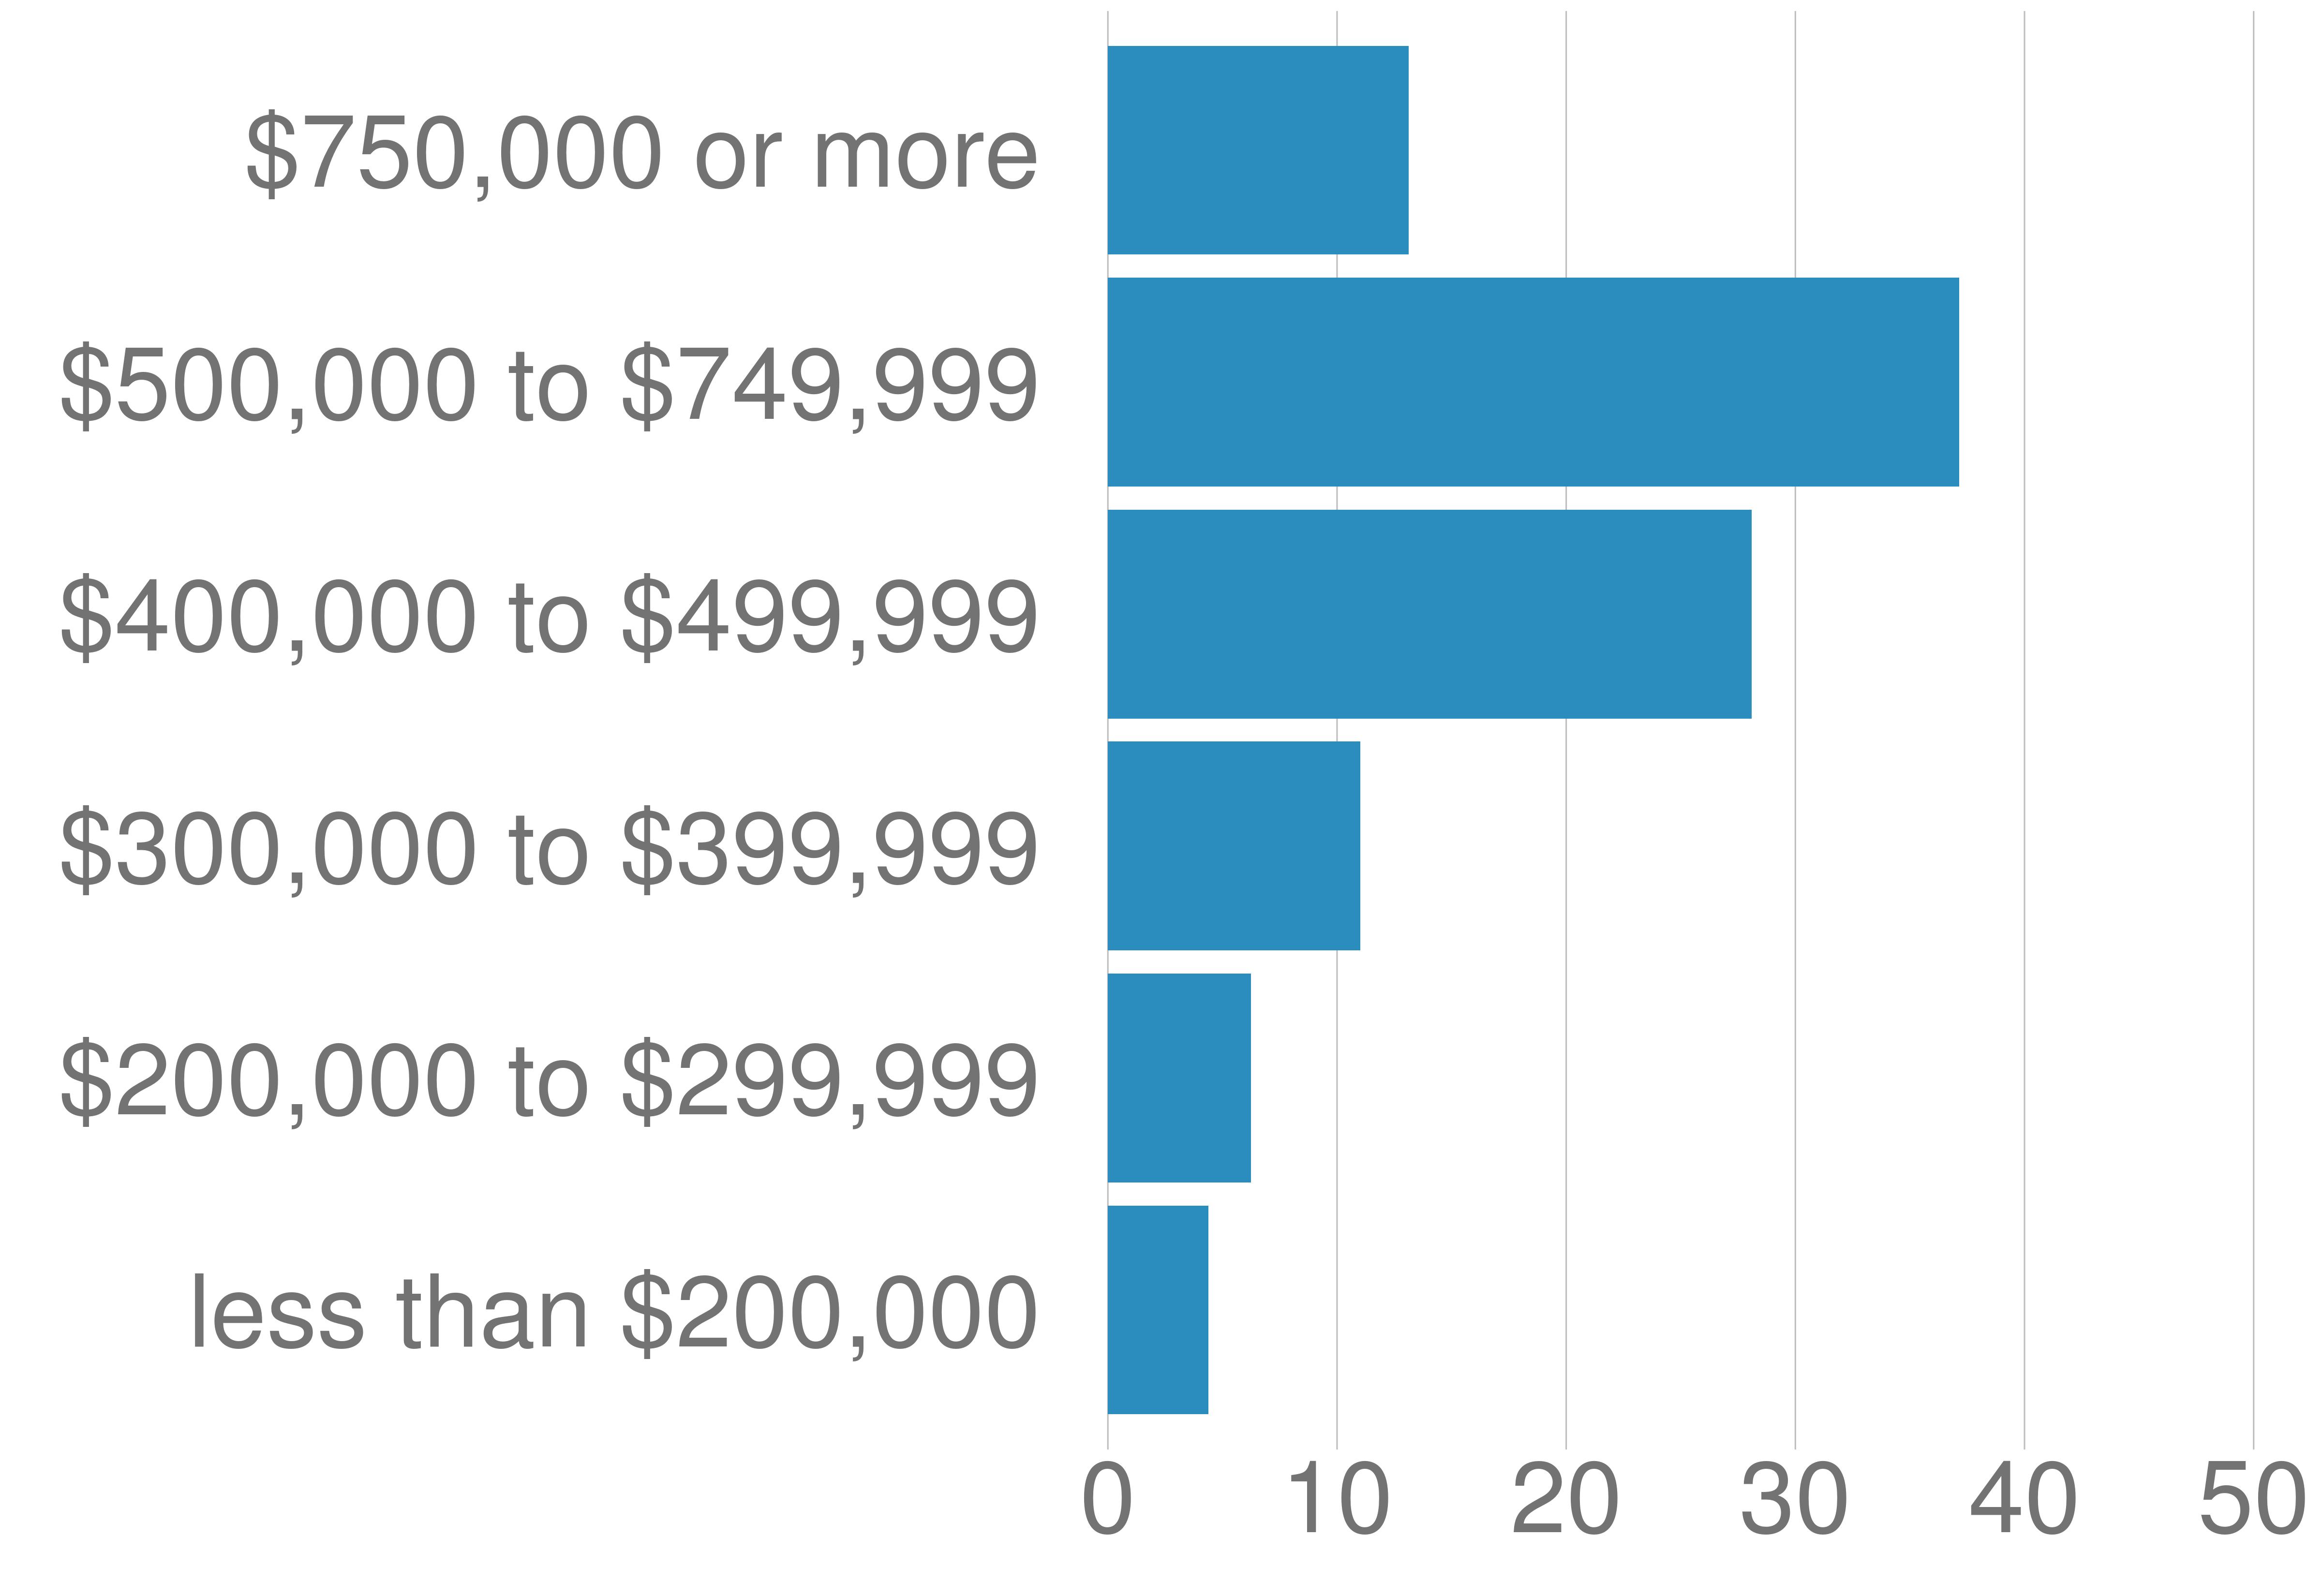 $750,000 or more
$500,000 to $749,999
$400,000 to $499,999
$300,000 to $399,999
$200,000 to $299,999
less than $200,000
0 10 20 30 40 50